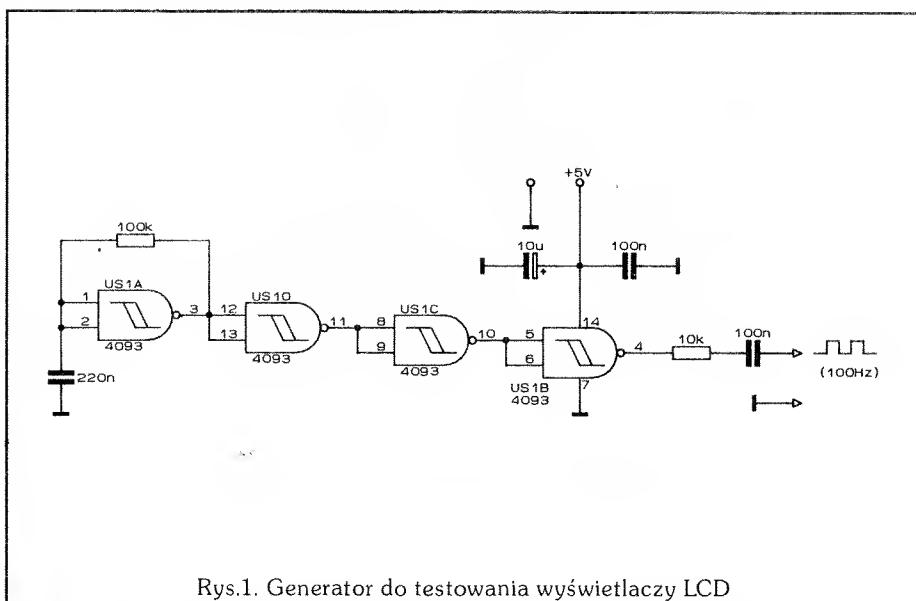 +5V
10u
+
100n
100k
US1A
1
2
3
4093
220n
US1D
12
13
11
4093
US1C
8
9
10
4093
14
5
6
4
7
US1B
4093
10k
100n
(100Hz)
Rys.1. Generator do testowania wyświetlaczy LCD